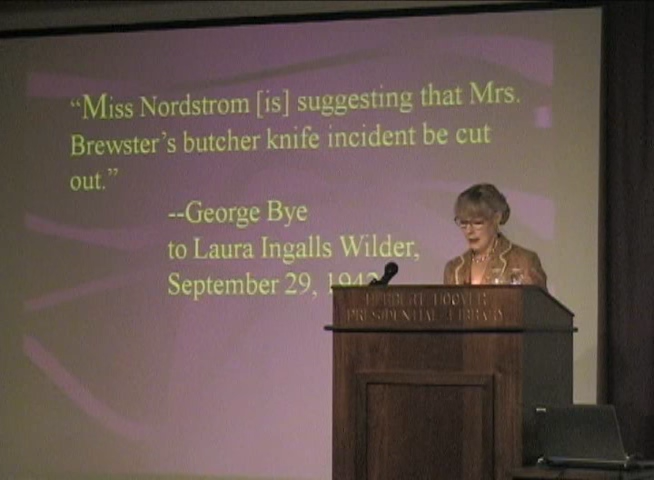 “Miss Nordstrom [is] suggesting that Mrs.
Brewster’s butcher knife incident be cut
out.”
--George Bye
to Laura Ingalls Wilder,
September 29, 1942
HERBERT HOOVER
PRESIDENTIAL LIBRARY